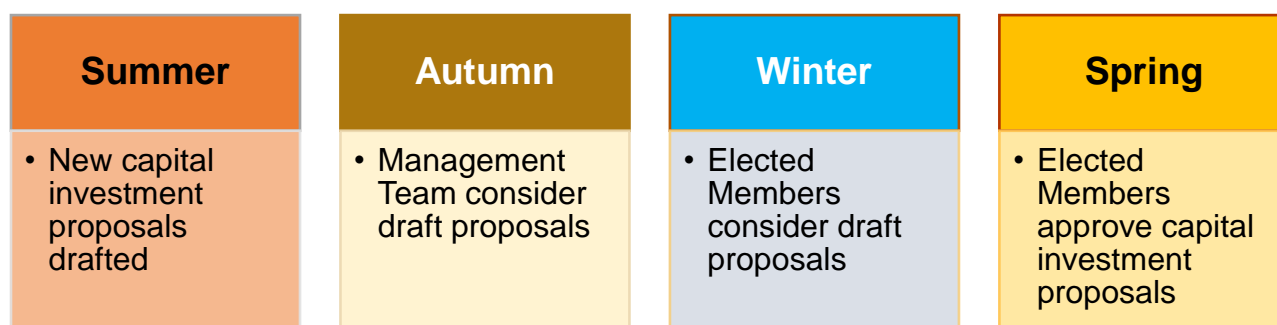 Summer
• New capital
investment
proposals
drafted
Autumn
• Management
Team consider
draft proposals
Winter
• Elected
Members
consider draft
proposals
Spring
• Elected
Members
approve capital
investment
proposals